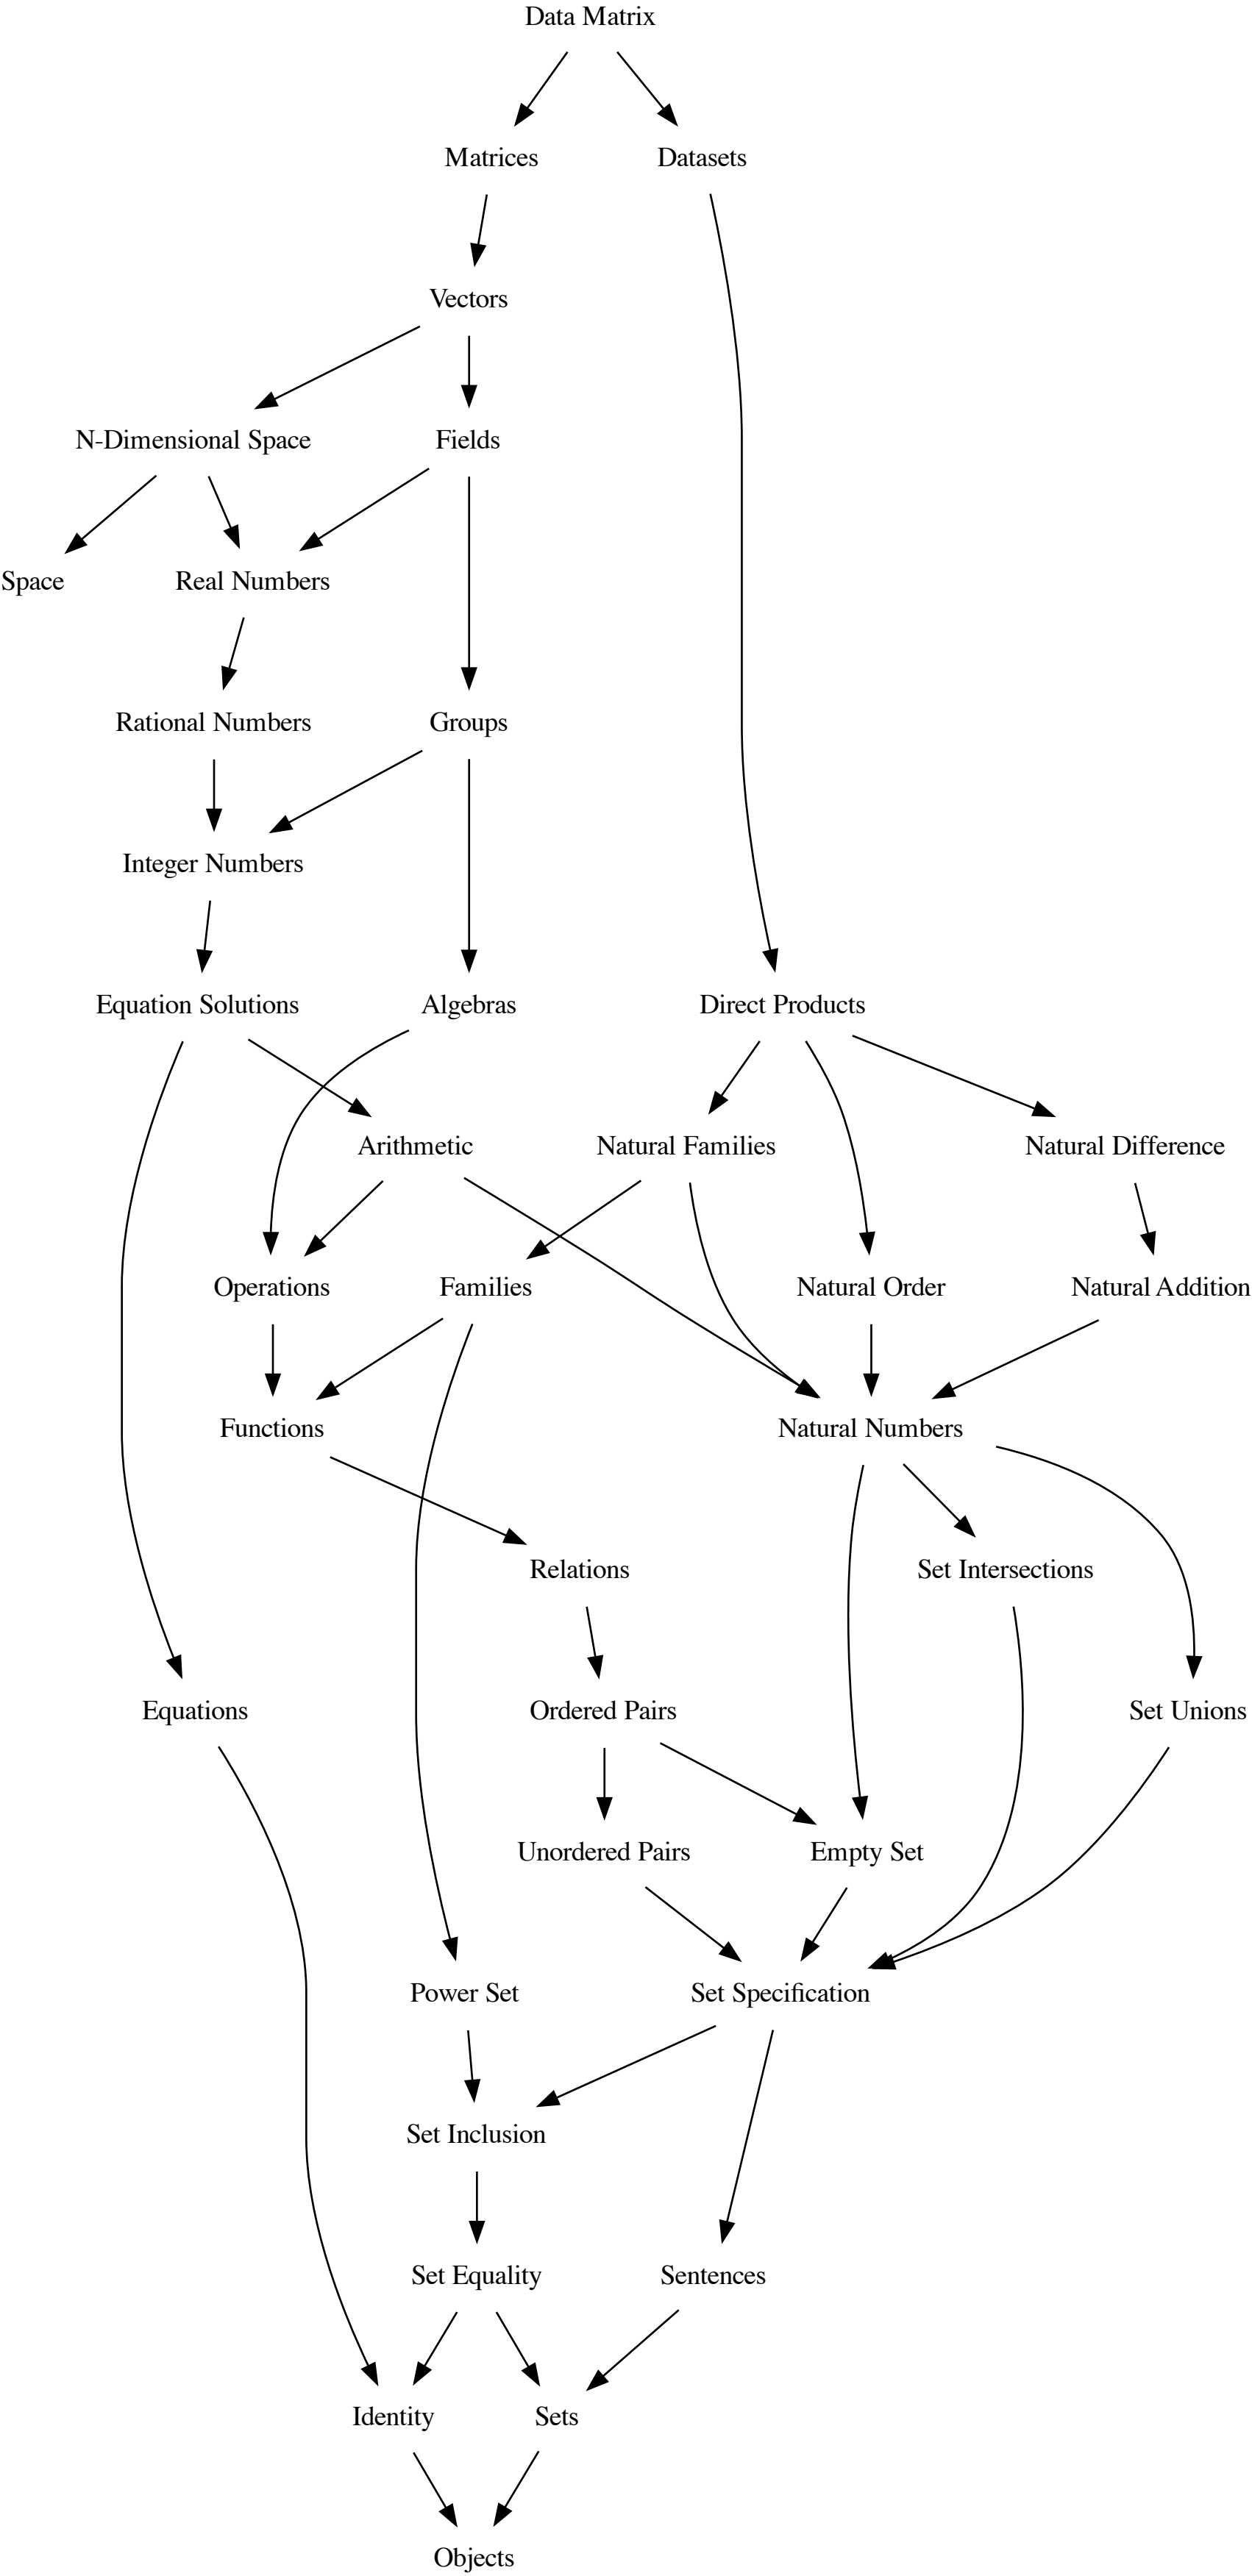 Data Matrix
Matrices
Datasets
Vectors
N-Dimensional Space
Fields
Space
Real Numbers
Rational Numbers
Groups
Integer Numbers
Equation Solutions
Algebras
Direct Products
Arithmetic
Natural Families
Natural Difference
Operations
Families
Natural Order
Natural Addition
Functions
Natural Numbers
Relations
Set Intersections
Equations
Ordered Pairs
Set Unions
Unordered Pairs
Empty Set
Power Set
Set Specification
Set Inclusion
Set Equality
Sentences
Identity
Sets
Objects